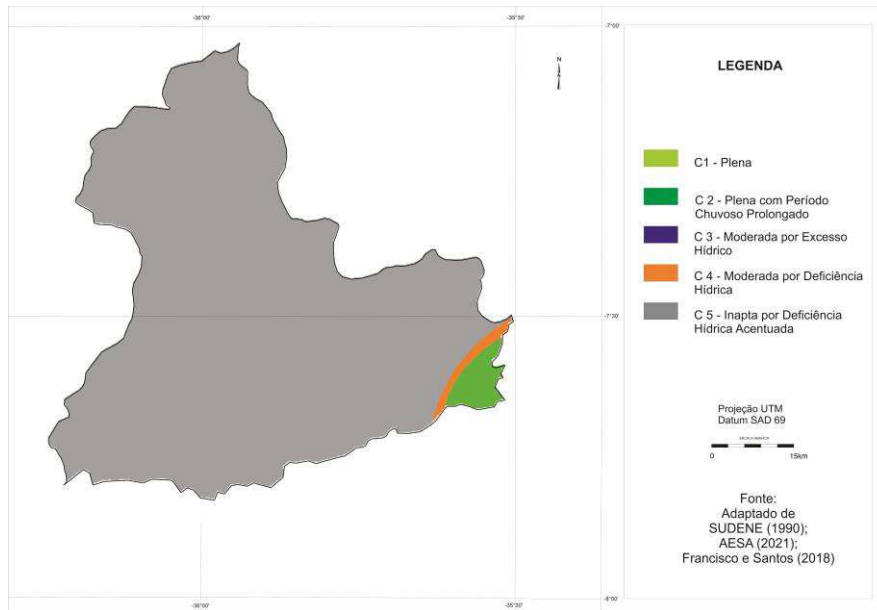 -36°00'
-35°30'
-7°00'
N
LEGENDA
C1 - Plena
C 2 - Plena com Período
Chuvoso Prolongado
C 3 - Moderada por Excesso
Hídrico
C 4 - Moderada por Deficiência
Hídrica
-7°30'
C 5 - Inapta por Deficiência
Hídrica Acentuada
Projeção UTM
Datum SAD 69
ESCALA GRÁFICA
0 15km
Fonte:
Adaptado de
SUDENE (1990);
AESA (2021);
Francisco e Santos (2018)
-36°00'
-35°30'
-8°00'